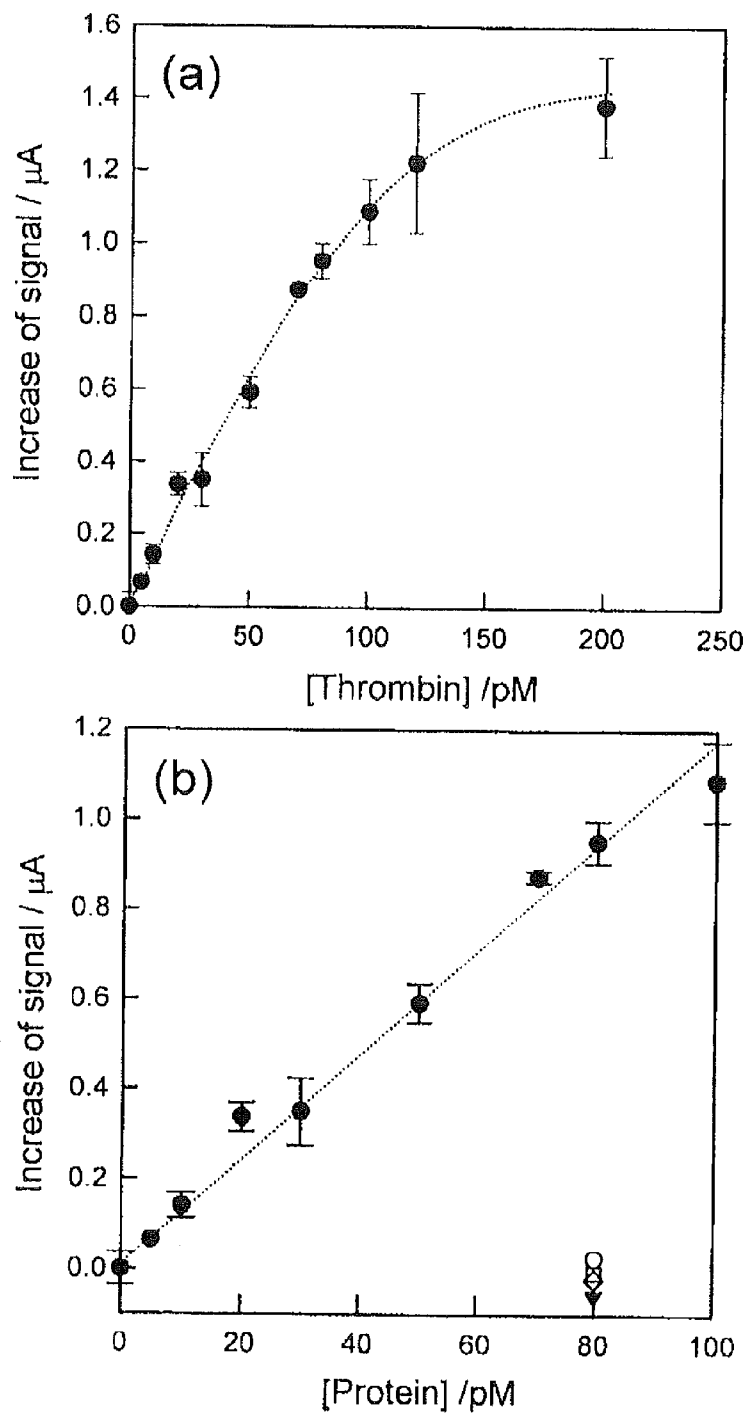 (a)
Increase of signal / μA
1.6
1.4
1.2
1.0
0.8
0.6
0.4
0.2
0.0
0 50 100 150 200 250
[Thrombin] /pM
(b)
Increase of signal / μA
1.2
1.0
0.8
0.6
0.4
0.2
0.0
0 20 40 60 80 100
[Protein] /pM